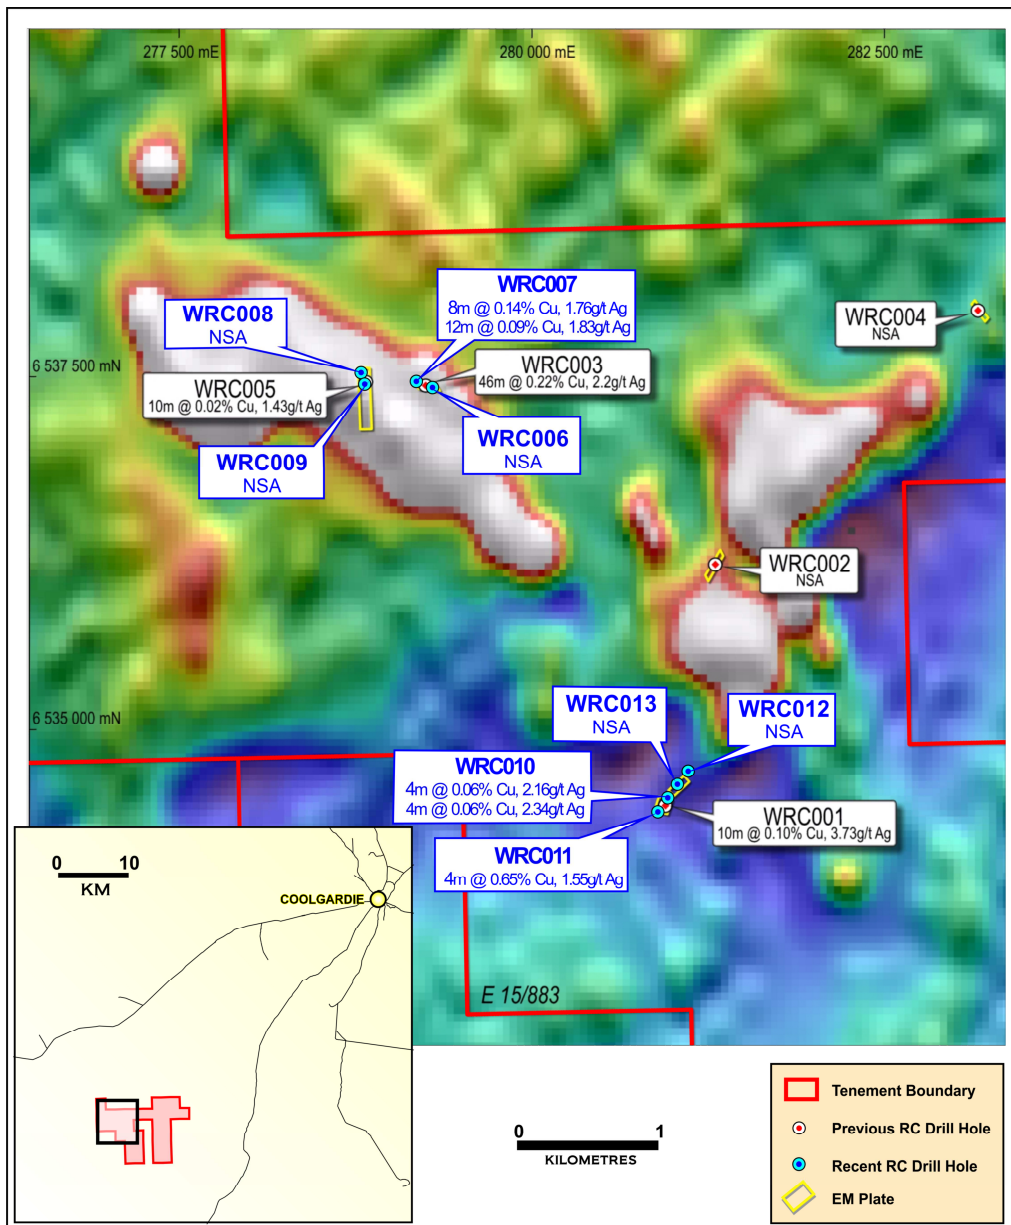 277 500 mE
280 000 mE
282 500 mE
WRC007
8m @ 0.14% Cu, 1.76g/t Ag
12m @ 0.09% Cu, 1.83g/t Ag
WRC008
NSA
WRC004
NSA
6 537 500 mN
WRC003
46m @ 0.22% Cu, 2.2g/t Ag
WRC005
10m @ 0.02% Cu, 1.43g/t Ag
WRC006
NSA
WRC009
NSA
WRC002
NSA
6 535 000 mN
WRC013
NSA
WRC012
NSA
WRC010
4m @ 0.06% Cu, 2.16g/t Ag
4m @ 0.06% Cu, 2.34g/t Ag
WRC001
10m @ 0.10% Cu, 3.73g/t Ag
WRC011
4m @ 0.65% Cu, 1.55g/t Ag
E 15/883
0 10
KM
COOLGARDIE
0 1
KILOMETRES
Tenement Boundary
Previous RC Drill Hole
Recent RC Drill Hole
EM Plate